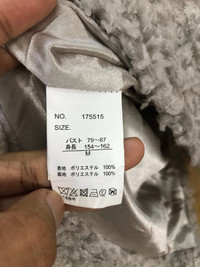 NO. 175515
SIZE.
バスト 79~87
身長 154~162
M
表地 ポリエステル 100%
裏地 ポリエステル 100%